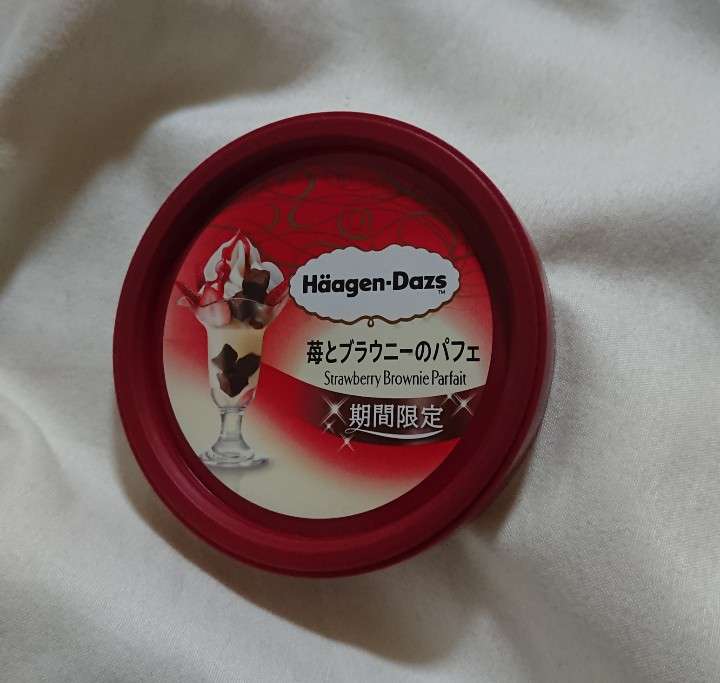 Häagen-Dazs™
苺とブラウニーのパフェ
Strawberry Brownie Parfait
期間限定